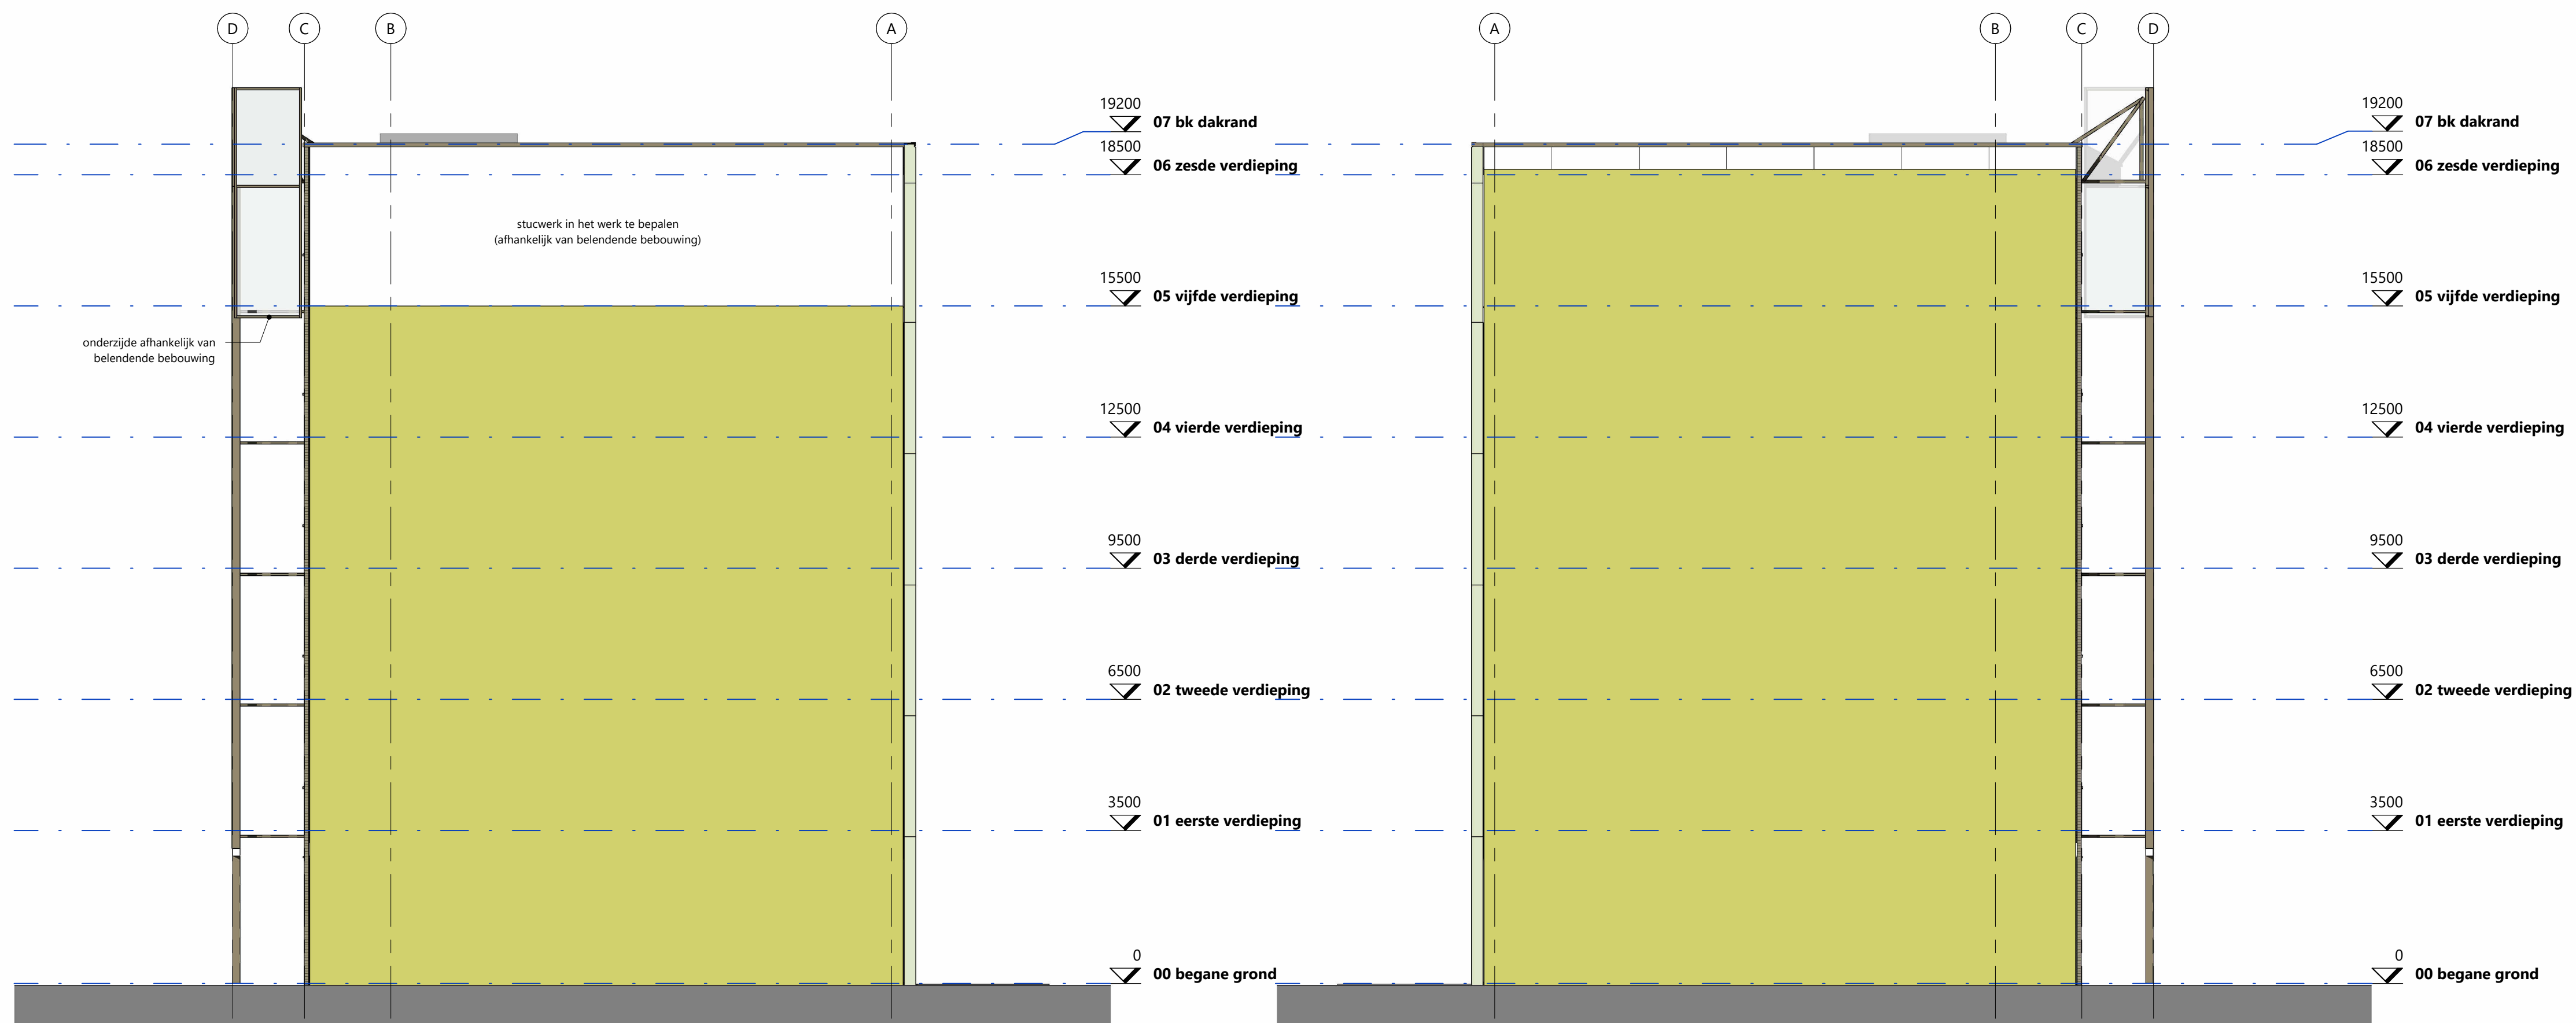 D C B A
A B C D
19200
07 bk dakrand
18500
06 zesde verdieping
stucwerk in het werk te bepalen
(afhankelijk van belendende bebouwing)
15500
05 vijfde verdieping
onderzijde afhankelijk van
belendende bebouwing
12500
04 vierde verdieping
9500
03 derde verdieping
6500
02 tweede verdieping
3500
01 eerste verdieping
0
00 begane grond
19200
07 bk dakrand
18500
06 zesde verdieping
15500
05 vijfde verdieping
12500
04 vierde verdieping
9500
03 derde verdieping
6500
02 tweede verdieping
3500
01 eerste verdieping
0
00 begane grond